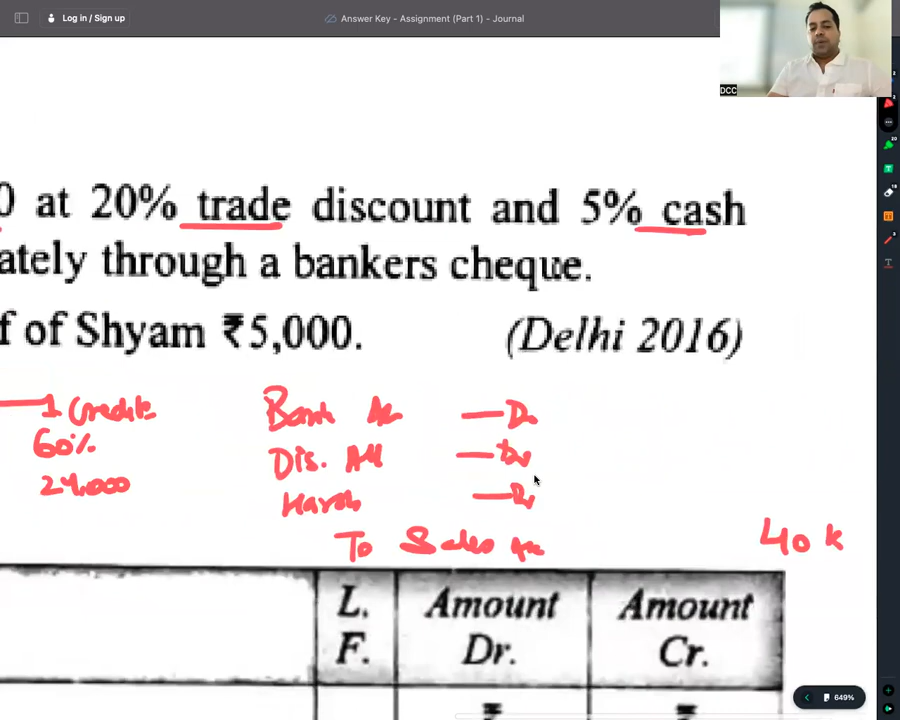 Log in / Sign up
Answer Key - Assignment (Part 1) - Journal
DCC
0 at 20% trade discount and 5% cash
ately through a bankers cheque.
f of Shyam ₹5,000. (Delhi 2016)
1 Credit
60%
24,000
Bank A/c — Dr
Dis. All — Dr
Harsh — Dr
To Sales A/c
40 k
L. F.
Amount Dr.
Amount Cr.
₹ ₹
649%